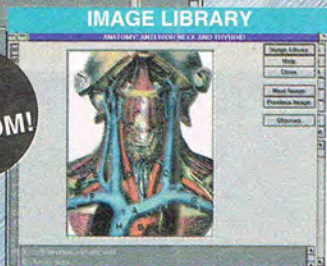 IMAGE LIBRARY
ANATOMY: ANTERIOR NECK AND THYROID
OM!
Image Library
Help
Close
Next Image
Previous Image
Glossary
A
B
H